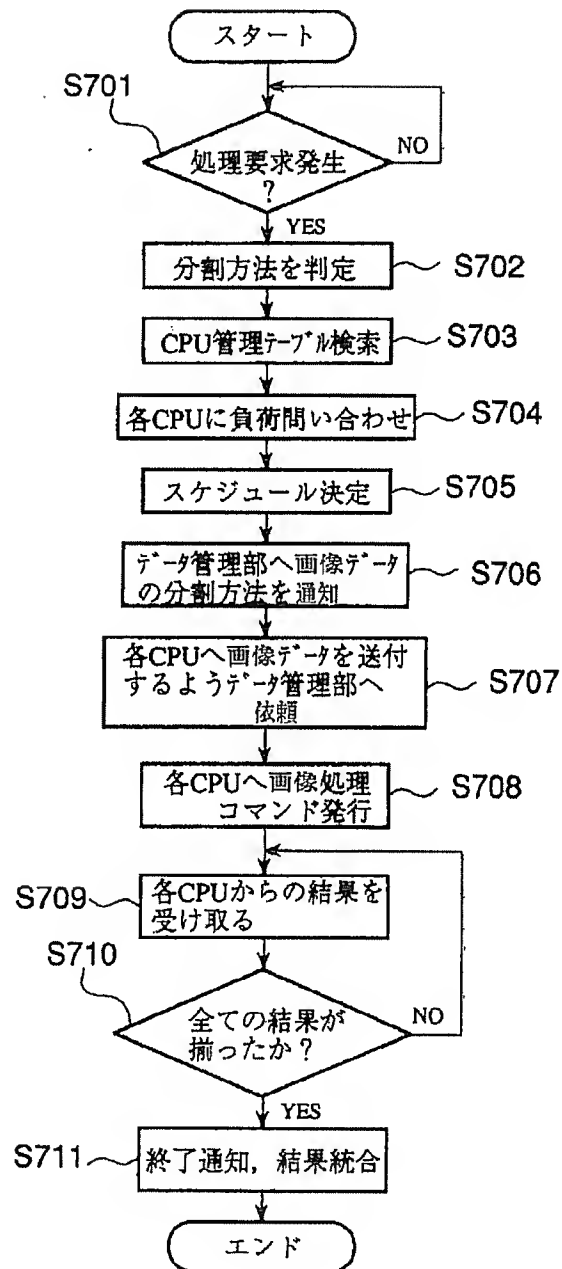 スタート
S701
処理要求発生
?
NO
YES
分割方法を判定
S702
CPU管理テーブル検索
S703
各CPUに負荷問い合わせ
S704
スケジュール決定
S705
データ管理部へ画像データ
の分割方法を通知
S706
各CPUへ画像データを送付
するようデータ管理部へ
依頼
S707
各CPUへ画像処理
コマンド発行
S708
S709
各CPUからの結果を
受け取る
S710
全ての結果が
揃ったか?
NO
YES
S711
終了通知,結果統合
エンド